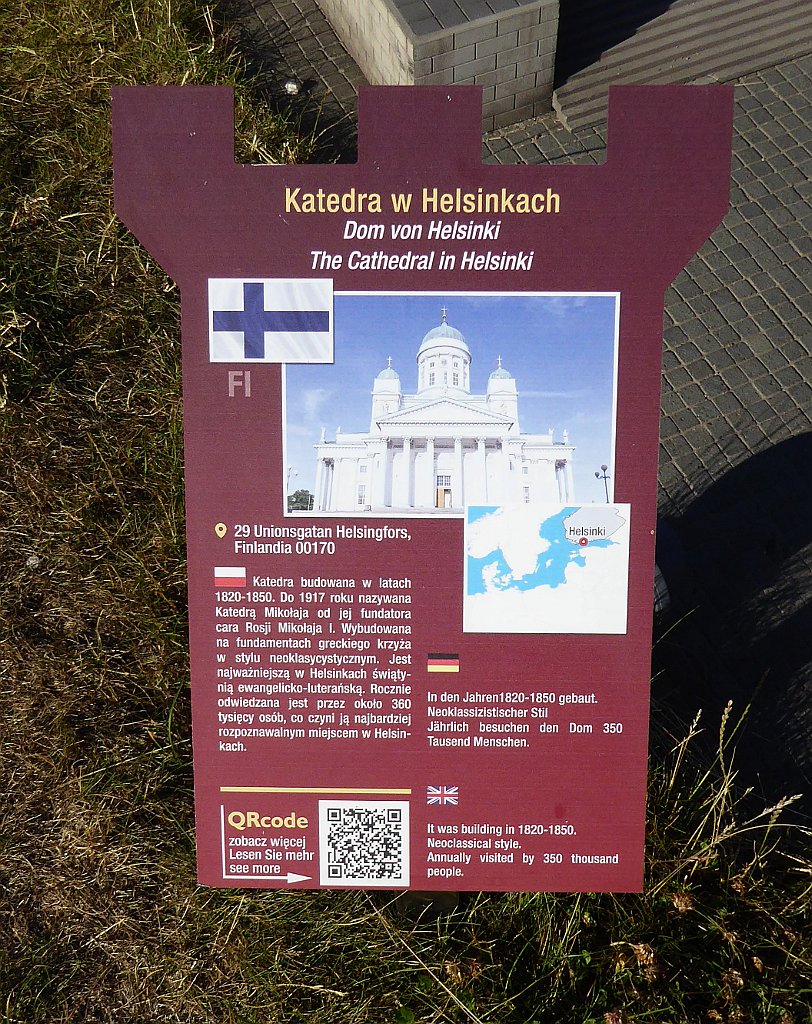 Katedra w Helsinkach
Dom von Helsinki
The Cathedral in Helsinki
FI
29 Unionsgatan Helsingfors,
Finlandia 00170
Helsinki
Katedra budowana w latach
1820-1850. Do 1917 roku nazywana
Katedrą Mikołaja od jej fundatora
cara Rosji Mikołaja I. Wybudowana
na fundamentach greckiego krzyża
w stylu neoklasycystycznym. Jest
najważniejszą w Helsinkach świąty-
nią ewangelicko-luterańską. Rocznie
odwiedzana jest przez około 360
tysięcy osób, co czyni ją najbardziej
rozpoznawalnym miejscem w Helsin-
kach.
In den Jahren1820-1850 gebaut.
Neoklassizistischer Stil
Jährlich besuchen den Dom 350
Tausend Menschen.
It was building in 1820-1850.
Neoclassical style.
Annually visited by 350 thousand
people.
QRcode
zobacz więcej
Lesen Sie mehr
see more